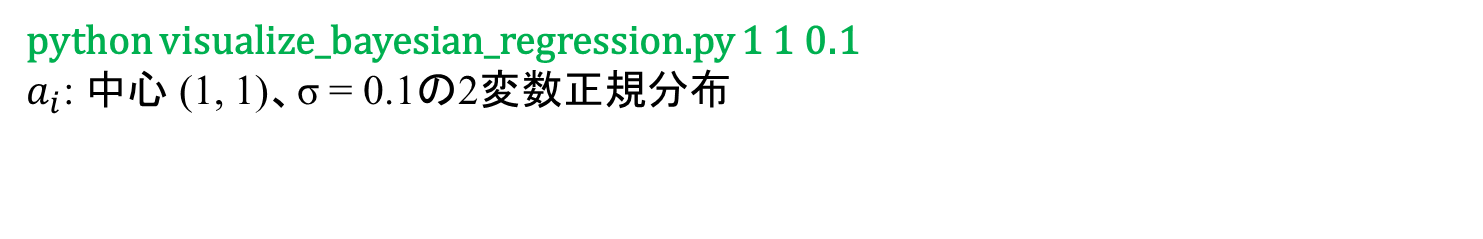 python visualize_bayesian_regression.py 1 1 0.1
aᵢ: 中心 (1, 1)、σ = 0.1の2変数正規分布